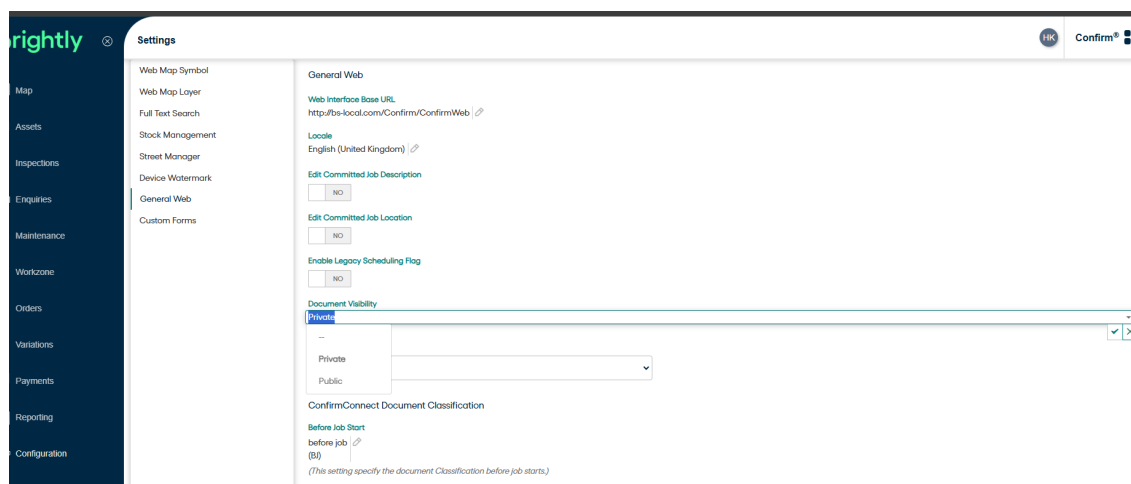 rightly
Settings
HK
Confirm®
Map
Assets
Inspections
Enquiries
Maintenance
Workzone
Orders
Variations
Payments
Reporting
Configuration
Web Map Symbol
Web Map Layer
Full Text Search
Stock Management
Street Manager
Device Watermark
General Web
Custom Forms
General Web
Web Interface Base URL
http://bs-local.com/Confirm/ConfirmWeb
Locale
English (United Kingdom)
Edit Committed Job Description
NO
Edit Committed Job Location
NO
Enable Legacy Scheduling Flag
NO
Document Visibility
Private
--
Private
Public
ConfirmConnect Document Classification
Before Job Start
before job
(BJ)
(This setting specify the document Classification before job starts.)